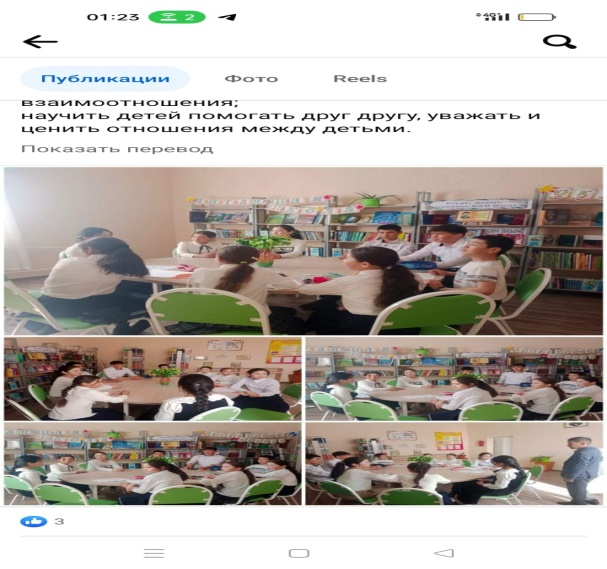 01:23
2
Публикации
Фото
Reels
взаимоотношения;
научить детей помогать друг другу, уважать и
ценить отношения между детьми.
Показать перевод
3